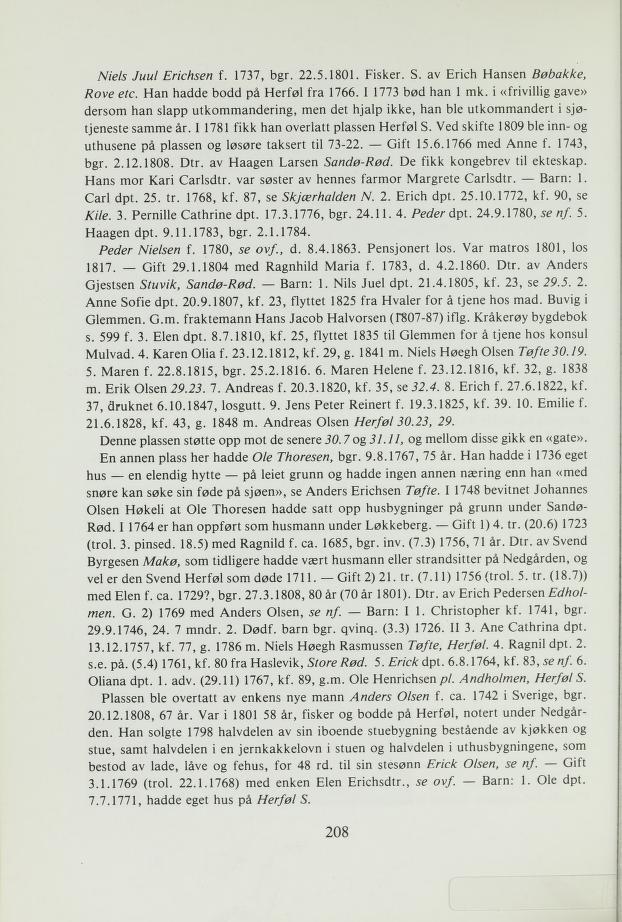 Niels Juul Erichsen f. 1737, bgr. 22.5.1801. Fisker. S. av Erich Hansen Bøbakke,
Rove etc. Han hadde bodd på Herføl fra 1766. I 1773 bød han 1 mk. i «frivillig gave»
dersom han slapp utkommandering, men det hjalp ikke, han ble utkommandert i sjø-
tjeneste samme år. I 1781 fikk han overlatt plassen Herføl S. Ved skifte 1809 ble inn- og
uthusene på plassen og løsøre taksert til 73-22. — Gift 15.6.1766 med Anne f. 1743,
bgr. 2.12.1808. Dtr. av Haagen Larsen Sandø-Rød. De fikk kongebrev til ekteskap.
Hans mor Kari Carlsdtr. var søster av hennes farmor Margrete Carlsdtr. — Barn: 1.
Carl dpt. 25. tr. 1768, kf. 87, se Skjærhalden N. 2. Erich dpt. 25.10.1772, kf. 90, se
Kile. 3. Pernille Cathrine dpt. 17.3.1776, bgr. 24.11. 4. Peder dpt. 24.9.1780, se nf. 5.
Haagen dpt. 9.11.1783, bgr. 2.1.1784.
Peder Nielsen f. 1780, se ovf., d. 8.4.1863. Pensjonert los. Var matros 1801, los
1817. — Gift 29.1.1804 med Ragnhild Maria f. 1783, d. 4.2.1860. Dtr. av Anders
Gjestsen Stuvik, Sandø-Rød. — Barn: 1. Nils Juel dpt. 21.4.1805, kf. 23, se 29.5. 2.
Anne Sofie dpt. 20.9.1807, kf. 23, flyttet 1825 fra Hvaler for å tjene hos mad. Buvig i
Glemmen. G.m. fraktemann Hans Jacob Halvorsen (1807-87) iflg. Kråkerøy bygdebok
s. 599 f. 3. Elen dpt. 8.7.1810, kf. 25, flyttet 1835 til Glemmen for å tjene hos konsul
Mulvad. 4. Karen Olia f. 23.12.1812, kf. 29, g. 1841 m. Niels Høegh Olsen Tøfte 30.19.
5. Maren f. 22.8.1815, bgr. 25.2.1816. 6. Maren Helene f. 23.12.1816, kf. 32, g. 1838
m. Erik Olsen 29.23. 7. Andreas f. 20.3.1820, kf. 35, se 32.4. 8. Erich f. 27.6.1822, kf.
37, druknet 6.10.1847, losgutt. 9. Jens Peter Reinert f. 19.3.1825, kf. 39. 10. Emilie f.
21.6.1828, kf. 43, g. 1848 m. Andreas Olsen Herføl 30.23, 29.
Denne plassen støtte opp mot de senere 30.7 og 31.11, og mellom disse gikk en «gate».
En annen plass her hadde Ole Thoresen, bgr. 9.8.1767, 75 år. Han hadde i 1736 eget
hus — en elendig hytte — på leiet grunn og hadde ingen annen næring enn han «med
snøre kan søke sin føde på sjøen», se Anders Erichsen Tøfte. I 1748 bevitnet Johannes
Olsen Høkeli at Ole Thoresen hadde satt opp husbygninger på grunn under Sandø-
Rød. I 1764 er han oppført som husmann under Løkkeberg. — Gift 1) 4. tr. (20.6) 1723
(trol. 3. pinsed. 18.5) med Ragnild f. ca. 1685, bgr. inv. (7.3) 1756, 71 år. Dtr. av Svend
Byrgesen Makø, som tidligere hadde vært husmann eller strandsitter på Nedgården, og
vel er den Svend Herføl som døde 1711. — Gift 2) 21. tr. (7.11) 1756 (trol. 5. tr. (18.7))
med Elen f. ca. 1729?, bgr. 27.3.1808, 80 år (70 år 1801). Dtr. av Erich Pedersen Edhol-
men. G. 2) 1769 med Anders Olsen, se nf. — Barn: I 1. Christopher kf. 1741, bgr.
29.9.1746, 24. 7 mndr. 2. Dødf. barn bgr. qvinq. (3.3) 1726. II 3. Ane Cathrina dpt.
13.12.1757, kf. 77, g. 1786 m. Niels Høegh Rasmussen Tøfte, Herføl. 4. Ragnil dpt. 2.
s.e. på. (5.4) 1761, kf. 80 fra Haslevik, Store Rød. 5. Erick dpt. 6.8.1764, kf. 83, se nf. 6.
Oliana dpt. 1. adv. (29.11) 1767, kf. 89, g.m. Ole Henrichsen pl. Andholmen, Herføl S.
Plassen ble overtatt av enkens nye mann Anders Olsen f. ca. 1742 i Sverige, bgr.
20.12.1808, 67 år. Var i 1801 58 år, fisker og bodde på Herføl, notert under Nedgår-
den. Han solgte 1798 halvdelen av sin iboende stuebygning bestående av kjøkken og
stue, samt halvdelen i en jernkakkelovn i stuen og halvdelen i uthusbygningene, som
bestod av lade, låve og fehus, for 48 rd. til sin stesønn Erick Olsen, se nf. — Gift
3.1.1769 (trol. 22.1.1768) med enken Elen Erichsdtr., se ovf. — Barn: 1. Ole dpt.
7.7.1771, hadde eget hus på Herføl S.
208